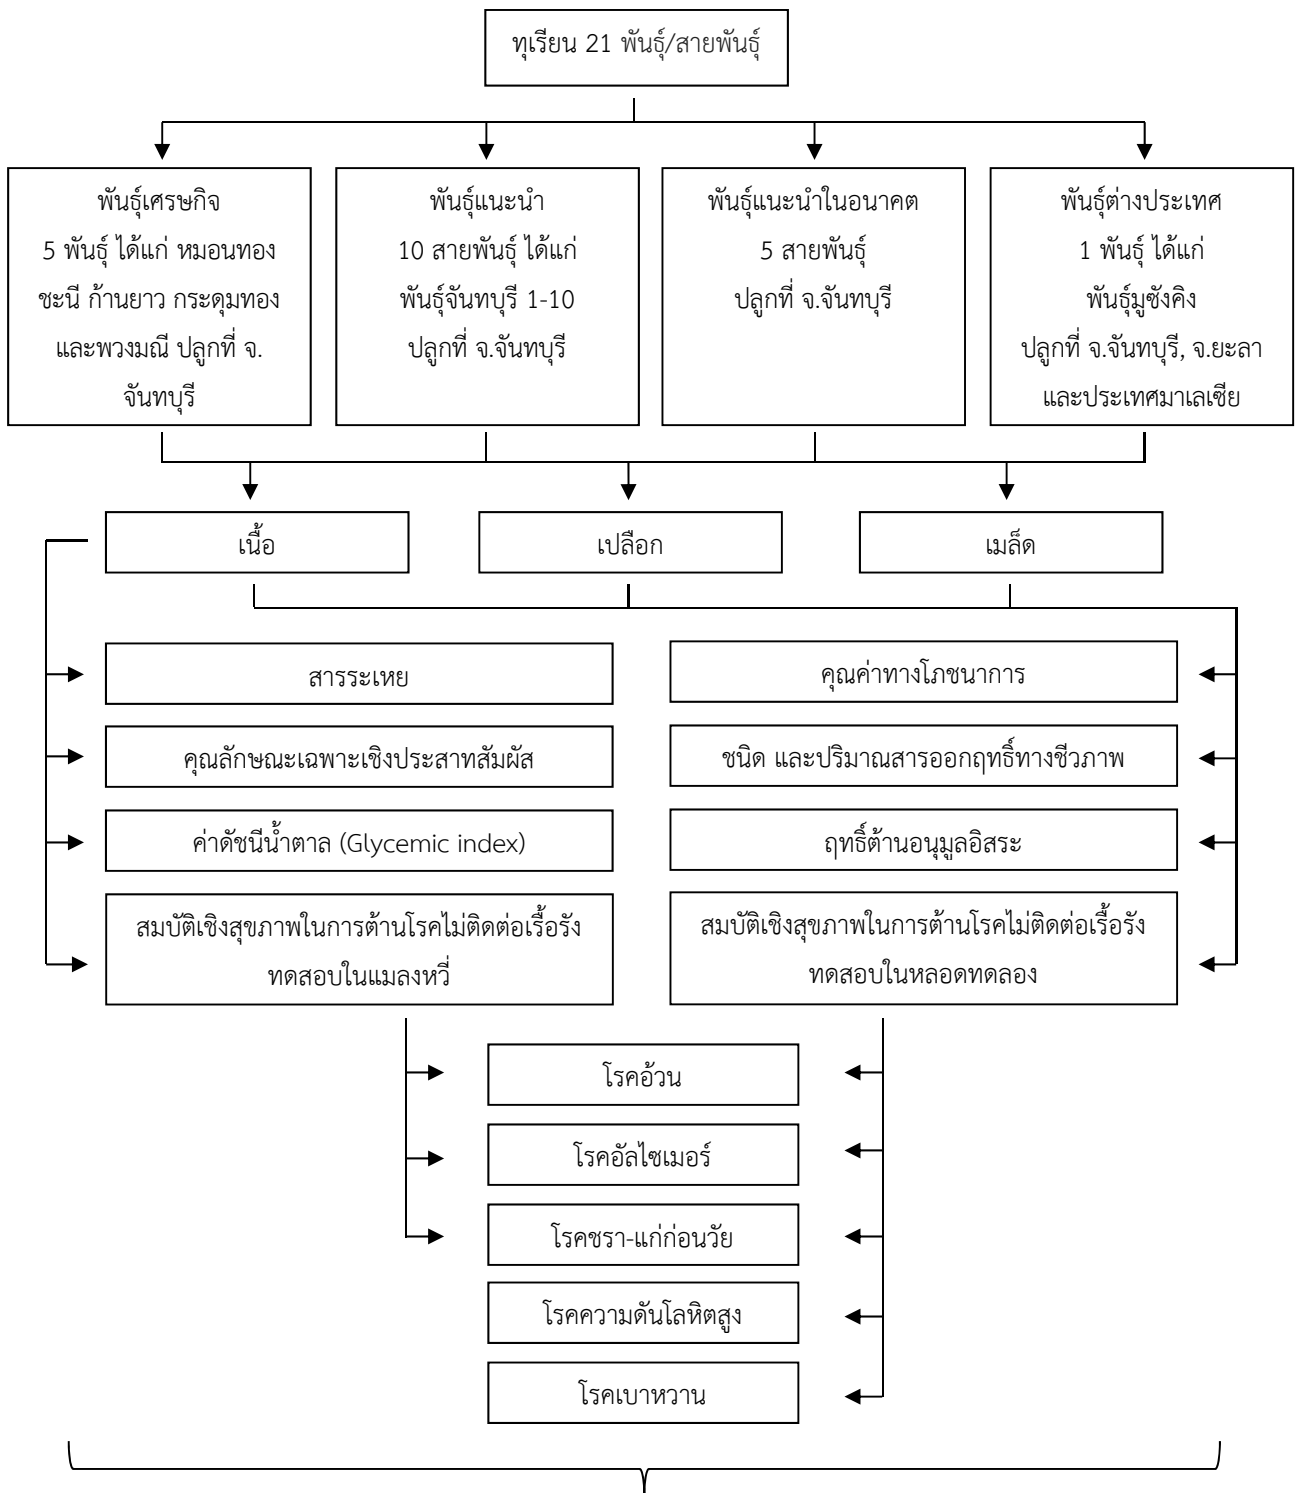 ทุเรียน 21 พันธุ์/สายพันธุ์
พันธุ์เศรษฐกิจ
5 พันธุ์ ได้แก่ หมอนทอง
ชะนี ก้านยาว กระดุมทอง
และพวงมณี ปลูกที่ จ.
จันทบุรี
พันธุ์แนะนำ
10 สายพันธุ์ ได้แก่
พันธุ์จันทบุรี 1-10
ปลูกที่ จ.จันทบุรี
พันธุ์แนะนำในอนาคต
5 สายพันธุ์
ปลูกที่ จ.จันทบุรี
พันธุ์ต่างประเทศ
1 พันธุ์ ได้แก่
พันธุ์มูซังคิง
ปลูกที่ จ.จันทบุรี, จ.ยะลา
และประเทศมาเลเซีย
เนื้อ
เปลือก
เมล็ด
สารระเหย
คุณค่าทางโภชนาการ
คุณลักษณะเฉพาะเชิงประสาทสัมผัส
ชนิด และปริมาณสารออกฤทธิ์ทางชีวภาพ
ค่าดัชนีน้ำตาล (Glycemic index)
ฤทธิ์ต้านอนุมูลอิสระ
สมบัติเชิงสุขภาพในการต้านโรคไม่ติดต่อเรื้อรัง
ทดสอบในแมลงหวี่
สมบัติเชิงสุขภาพในการต้านโรคไม่ติดต่อเรื้อรัง
ทดสอบในหลอดทดลอง
โรคอ้วน
โรคอัลไซเมอร์
โรคชรา-แก่ก่อนวัย
โรคความดันโลหิตสูง
โรคเบาหวาน